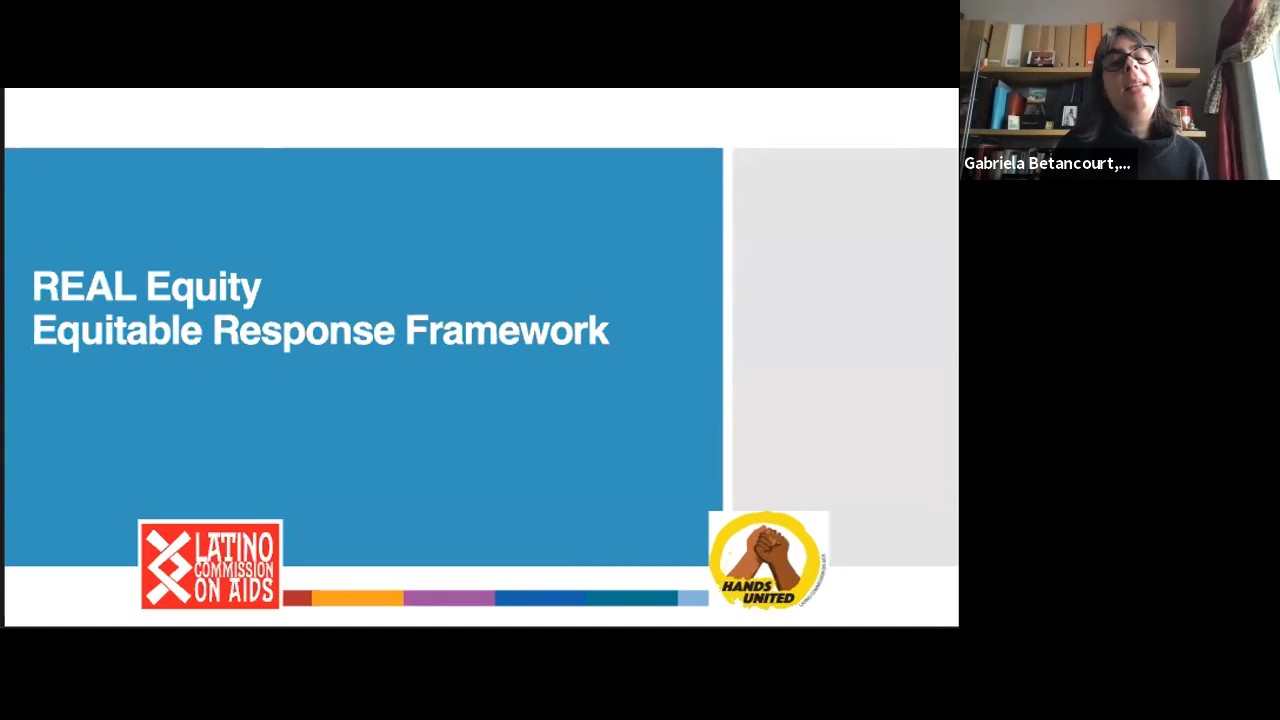 Gabriela Betancourt,...
REAL Equity
Equitable Response Framework
LATINO
COMMISSION
ON AIDS
HANDS
UNITED